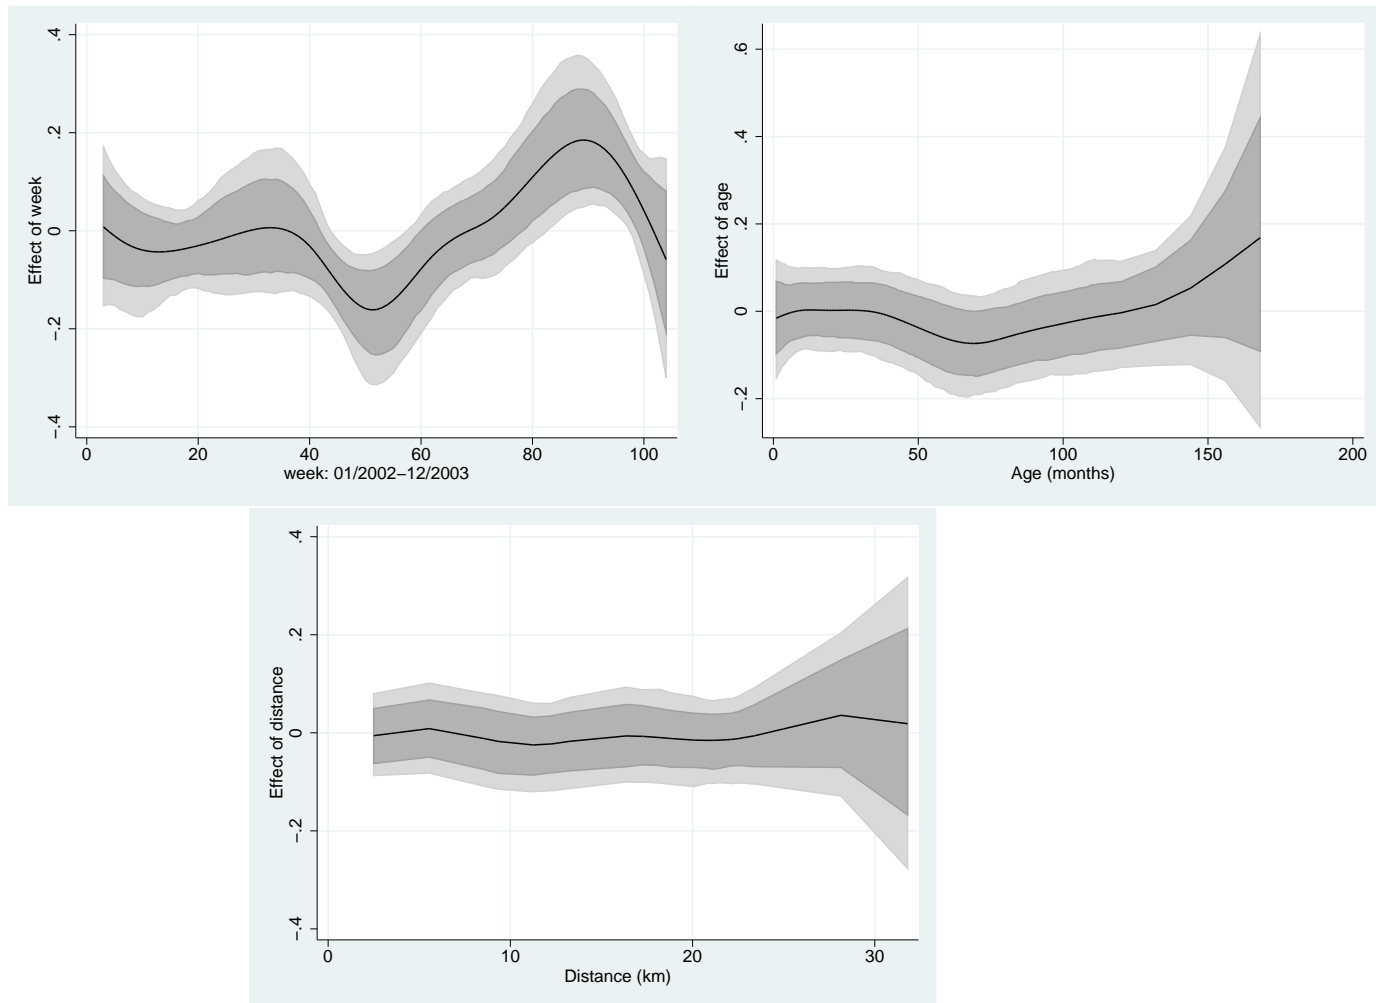 Effect of week
.4
.2
0
−.2
−.4
0 20 40 60 80 100
week: 01/2002−12/2003
Effect of age
.6
.4
.2
0
−.2
0 50 100 150 200
Age (months)
Effect of distance
.4
.2
0
−.2
−.4
0 10 20 30
Distance (km)